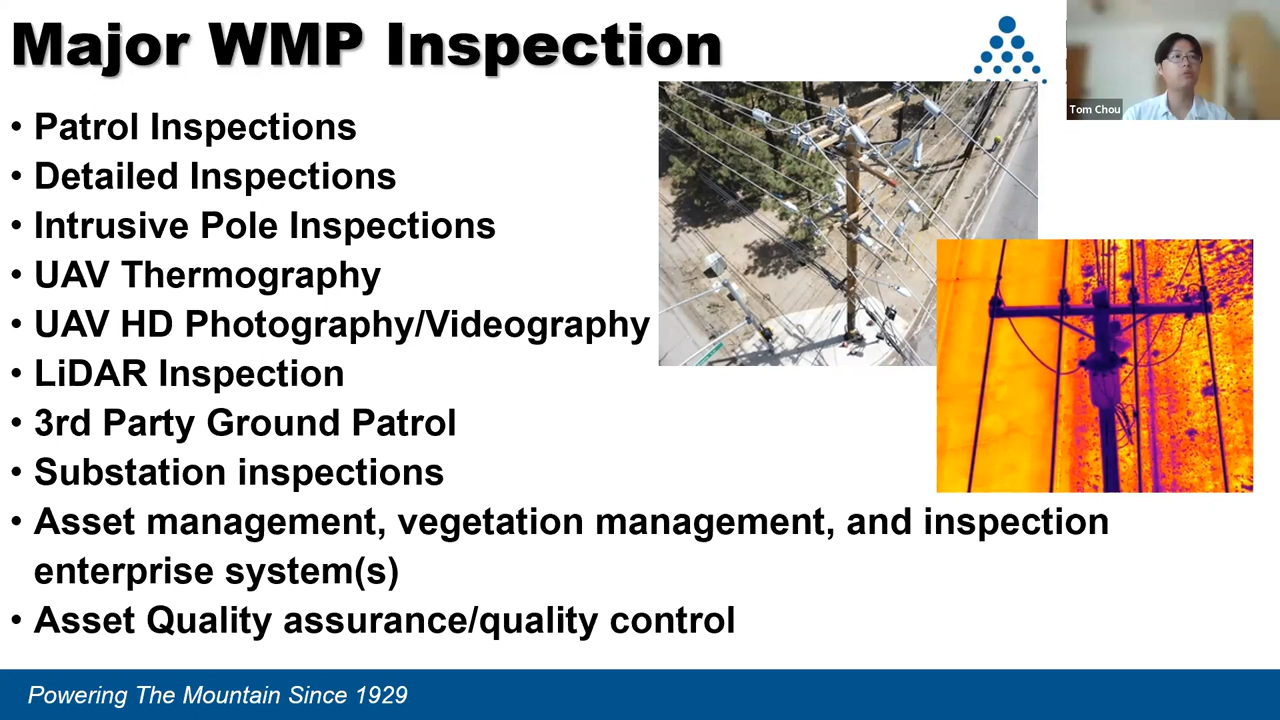 Major WMP Inspection
Tom Chou
• Patrol Inspections
• Detailed Inspections
• Intrusive Pole Inspections
• UAV Thermography
• UAV HD Photography/Videography
• LiDAR Inspection
• 3rd Party Ground Patrol
• Substation inspections
• Asset management, vegetation management, and inspection
enterprise system(s)
• Asset Quality assurance/quality control
Powering The Mountain Since 1929